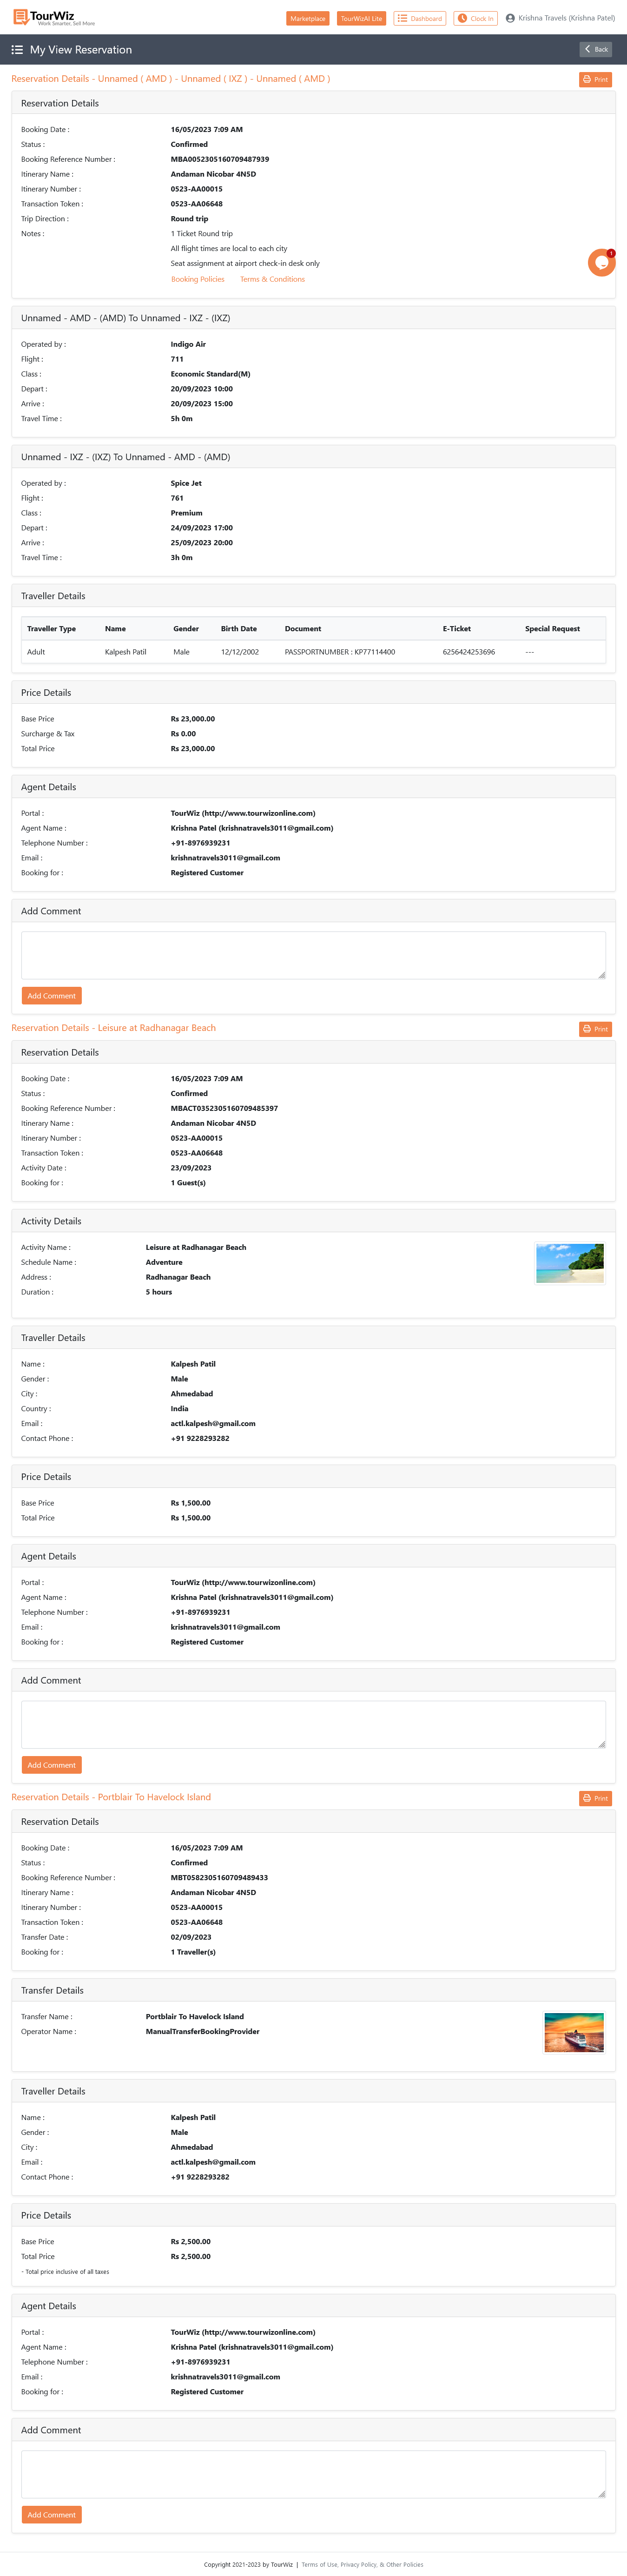 TourWiz
Work Smarter, Sell More
Marketplace
TourWizAI Lite
Dashboard
Clock In
Krishna Travels (Krishna Patel)
My View Reservation
Back
Reservation Details - Unnamed ( AMD ) - Unnamed ( IXZ ) - Unnamed ( AMD )
Print
Reservation Details
Booking Date : 16/05/2023 7:09 AM
Status : Confirmed
Booking Reference Number : MBA0052305160709487939
Itinerary Name : Andaman Nicobar 4N5D
Itinerary Number : 0523-AA00015
Transaction Token : 0523-AA06648
Trip Direction : Round trip
Notes : 1 Ticket Round trip
All flight times are local to each city
Seat assignment at airport check-in desk only
1
Booking Policies Terms & Conditions
Unnamed - AMD - (AMD) To Unnamed - IXZ - (IXZ)
Operated by : Indigo Air
Flight : 711
Class : Economic Standard(M)
Depart : 20/09/2023 10:00
Arrive : 20/09/2023 15:00
Travel Time : 5h 0m
Unnamed - IXZ - (IXZ) To Unnamed - AMD - (AMD)
Operated by : Spice Jet
Flight : 761
Class : Premium
Depart : 24/09/2023 17:00
Arrive : 25/09/2023 20:00
Travel Time : 3h 0m
Traveller Details
Traveller Type Name Gender Birth Date Document E-Ticket Special Request
Adult Kalpesh Patil Male 12/12/2002 PASSPORTNUMBER : KP77114400 6256424253696 ---
Price Details
Base Price Rs 23,000.00
Surcharge & Tax Rs 0.00
Total Price Rs 23,000.00
Agent Details
Portal : TourWiz (http://www.tourwizonline.com)
Agent Name : Krishna Patel (krishnatravels3011@gmail.com)
Telephone Number : +91-8976939231
Email : krishnatravels3011@gmail.com
Booking for : Registered Customer
Add Comment
Add Comment
Reservation Details - Leisure at Radhanagar Beach
Print
Reservation Details
Booking Date : 16/05/2023 7:09 AM
Status : Confirmed
Booking Reference Number : MBACT0352305160709485397
Itinerary Name : Andaman Nicobar 4N5D
Itinerary Number : 0523-AA00015
Transaction Token : 0523-AA06648
Activity Date : 23/09/2023
Booking for : 1 Guest(s)
Activity Details
Activity Name : Leisure at Radhanagar Beach
Schedule Name : Adventure
Address : Radhanagar Beach
Duration : 5 hours
Traveller Details
Name : Kalpesh Patil
Gender : Male
City : Ahmedabad
Country : India
Email : actl.kalpesh@gmail.com
Contact Phone : +91 9228293282
Price Details
Base Price Rs 1,500.00
Total Price Rs 1,500.00
Agent Details
Portal : TourWiz (http://www.tourwizonline.com)
Agent Name : Krishna Patel (krishnatravels3011@gmail.com)
Telephone Number : +91-8976939231
Email : krishnatravels3011@gmail.com
Booking for : Registered Customer
Add Comment
Add Comment
Reservation Details - Portblair To Havelock Island
Print
Reservation Details
Booking Date : 16/05/2023 7:09 AM
Status : Confirmed
Booking Reference Number : MBT0582305160709489433
Itinerary Name : Andaman Nicobar 4N5D
Itinerary Number : 0523-AA00015
Transaction Token : 0523-AA06648
Transfer Date : 02/09/2023
Booking for : 1 Traveller(s)
Transfer Details
Transfer Name : Portblair To Havelock Island
Operator Name : ManualTransferBookingProvider
Traveller Details
Name : Kalpesh Patil
Gender : Male
City : Ahmedabad
Email : actl.kalpesh@gmail.com
Contact Phone : +91 9228293282
Price Details
Base Price Rs 2,500.00
Total Price Rs 2,500.00
- Total price inclusive of all taxes
Agent Details
Portal : TourWiz (http://www.tourwizonline.com)
Agent Name : Krishna Patel (krishnatravels3011@gmail.com)
Telephone Number : +91-8976939231
Email : krishnatravels3011@gmail.com
Booking for : Registered Customer
Add Comment
Add Comment
Copyright 2021-2023 by TourWiz | Terms of Use, Privacy Policy, & Other Policies